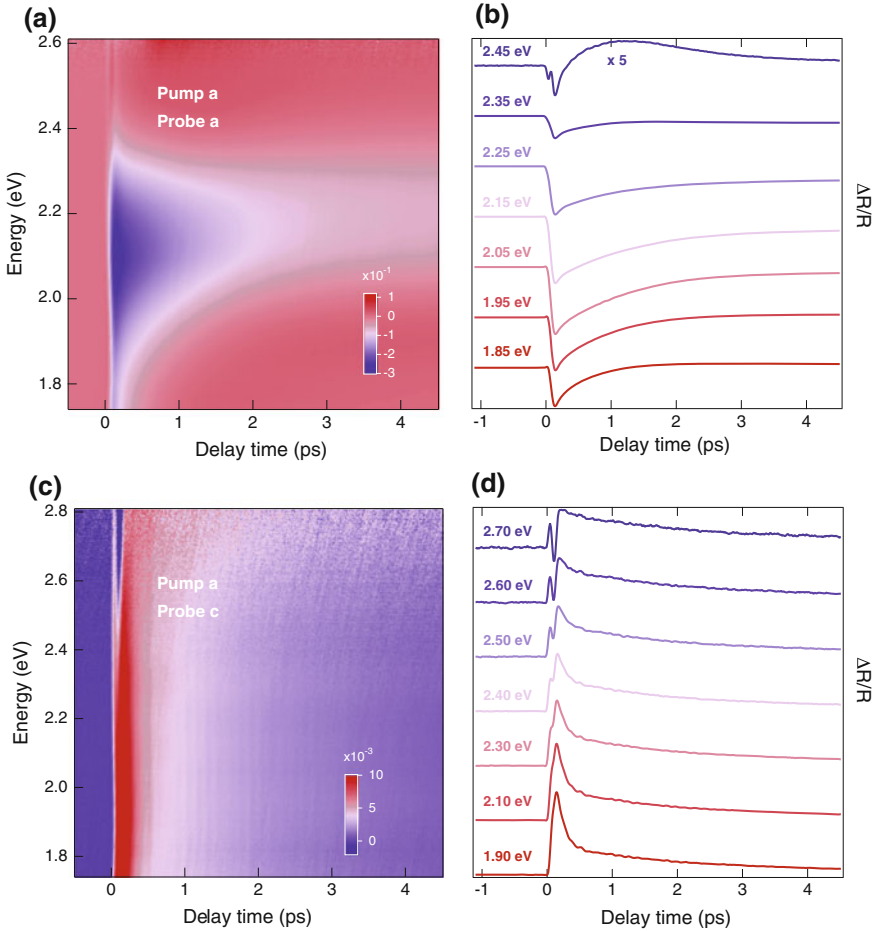 (a)
2.6
2.4
2.2
2.0
1.8
Energy (eV)
Pump a
Probe a
x10⁻¹
1
0
-1
-2
-3
0
1
2
3
4
Delay time (ps)
(b)
2.45 eV
x 5
2.35 eV
2.25 eV
2.15 eV
2.05 eV
1.95 eV
1.85 eV
ΔR/R
-1
0
1
2
3
4
Delay time (ps)
(c)
2.8
2.6
2.4
2.2
2.0
1.8
Energy (eV)
Pump a
Probe c
x10⁻³
10
5
0
0
1
2
3
4
Delay time (ps)
(d)
2.70 eV
2.60 eV
2.50 eV
2.40 eV
2.30 eV
2.10 eV
1.90 eV
ΔR/R
-1
0
1
2
3
4
Delay time (ps)